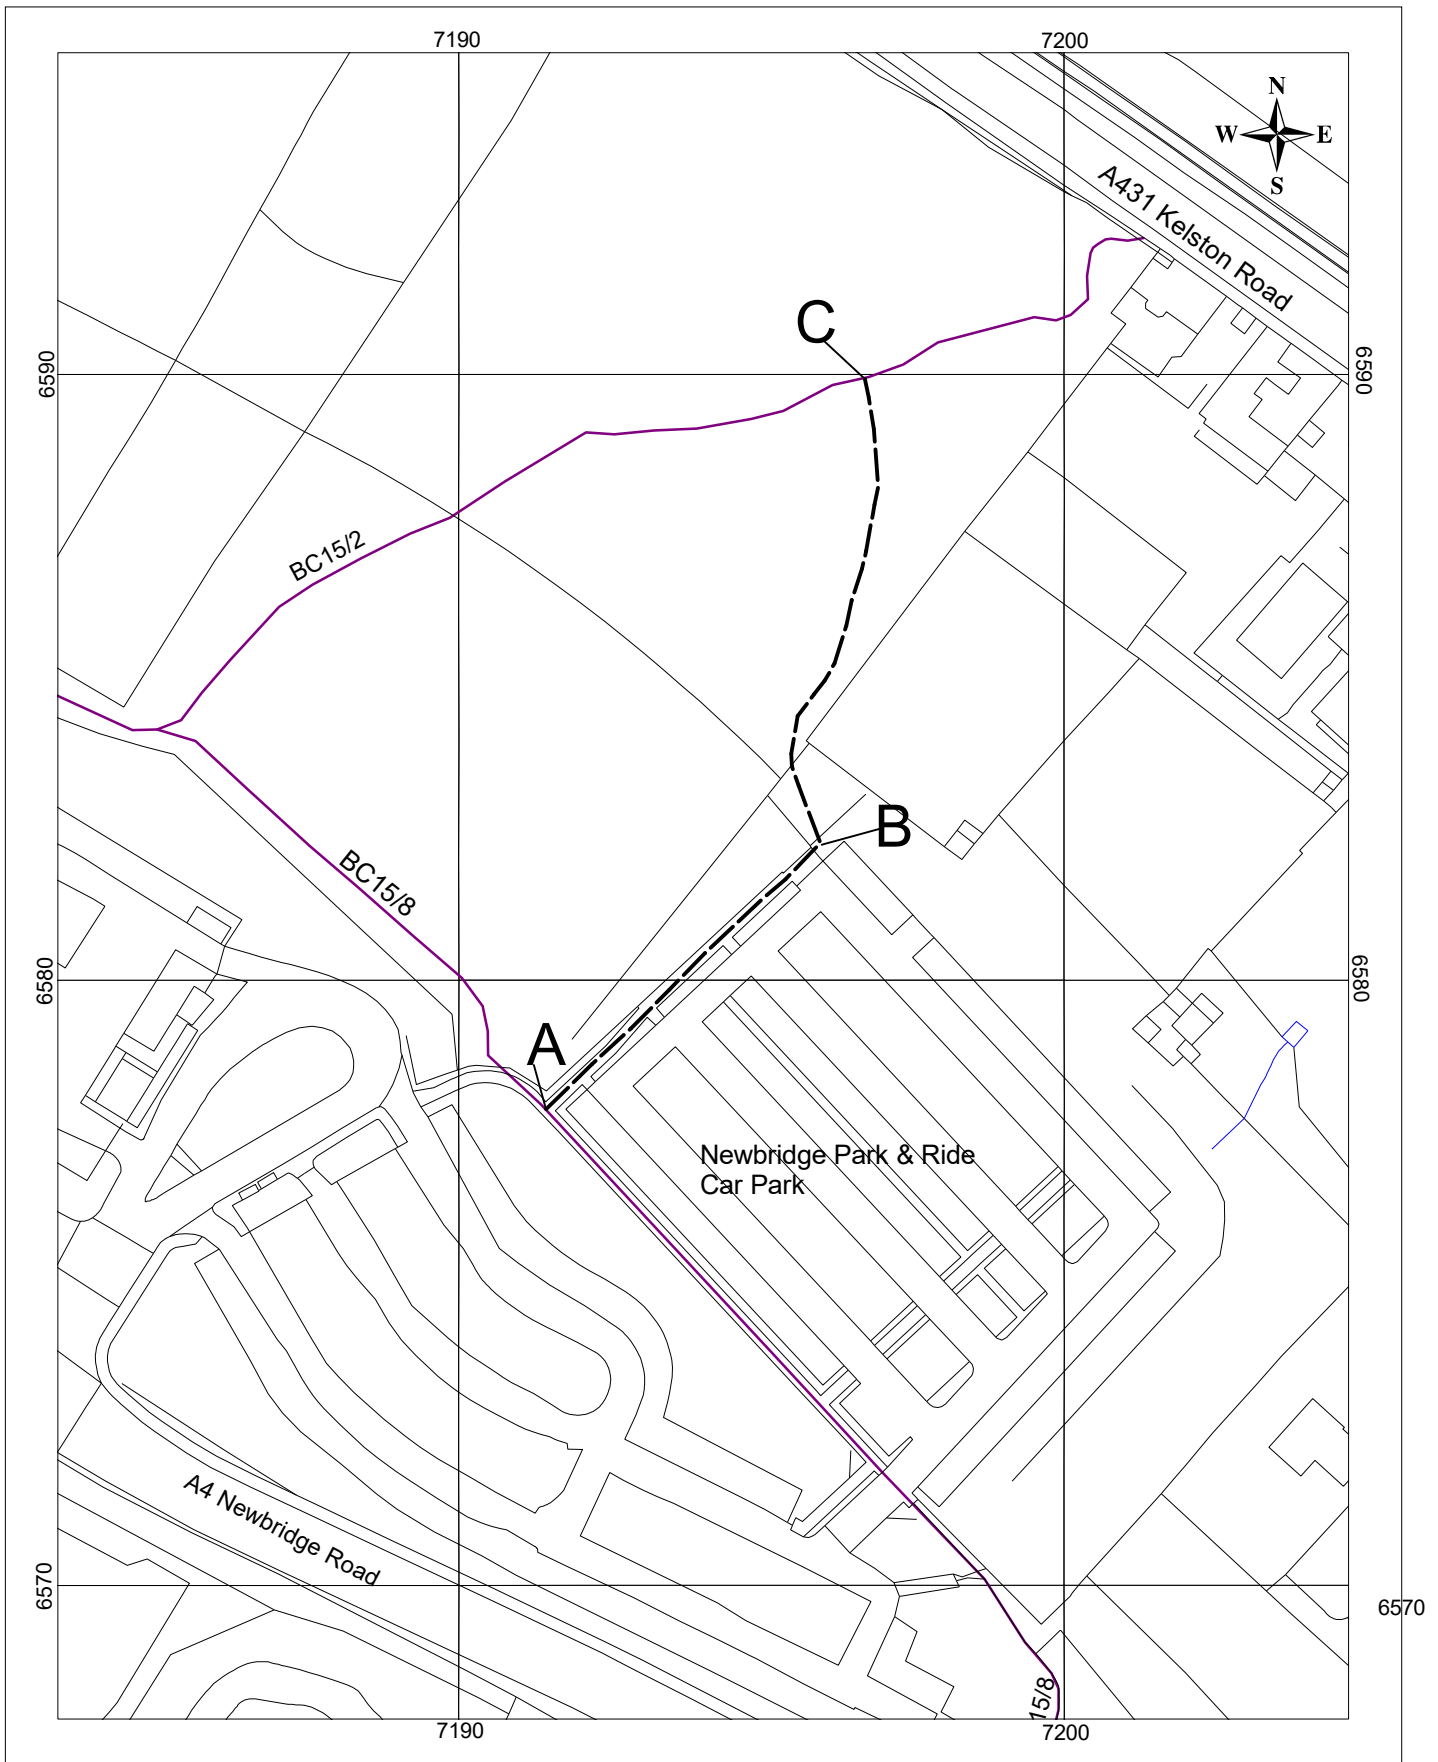 7190
7200
N
W E
S
A431 Kelston Road
C
6590
6590
BC15/2
B
BC15/8
6580
6580
A
Newbridge Park & Ride
Car Park
A4 Newbridge Road
6570
6570
15/8
7190
7200